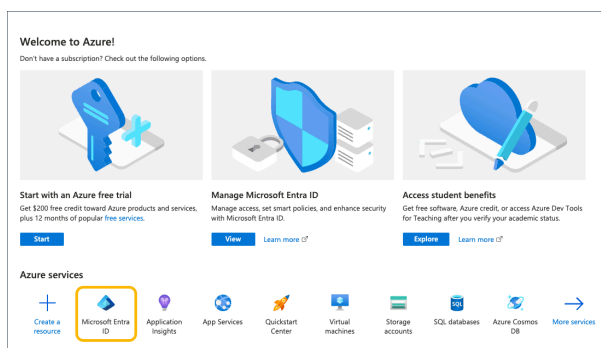 Welcome to Azure!
Don't have a subscription? Check out the following options.
Start with an Azure free trial
Get $200 free credit toward Azure products and services,
plus 12 months of popular free services.
Start
Manage Microsoft Entra ID
Manage access, set smart policies, and enhance security
with Microsoft Entra ID.
View
Learn more
Access student benefits
Get free software, Azure credit, or access Azure Dev Tools
for Teaching after you verify your academic status.
Explore
Learn more
Azure services
Create a
resource
Microsoft Entra
ID
Application
Insights
App Services
Quickstart
Center
Virtual
machines
Storage
accounts
SQL
SQL databases
Azure Cosmos
DB
More services